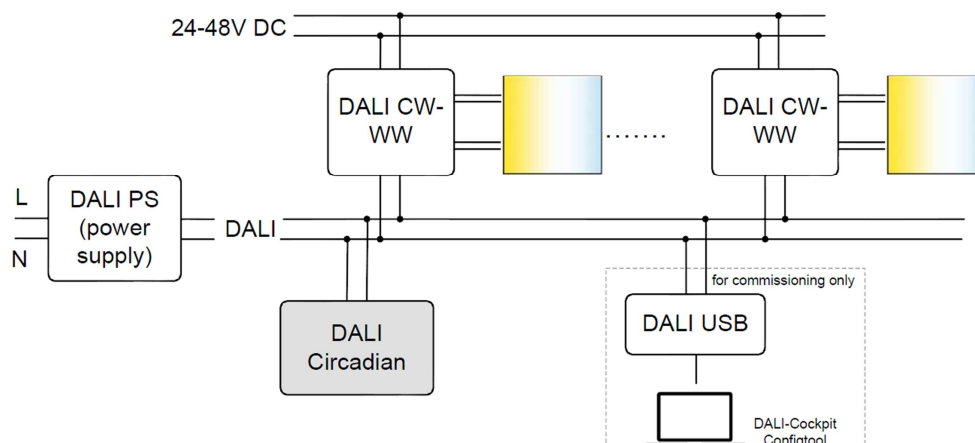 24-48V DC
DALI CW-
WW
.......
DALI CW-
WW
L
N
DALI PS
(power
supply)
DALI
DALI
Circadian
for commissioning only
DALI USB
DALI-Cockpit
Configtool